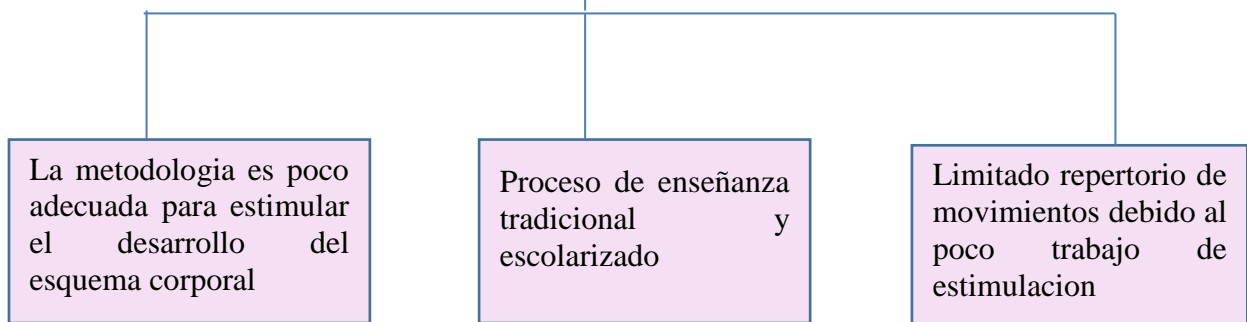 La metodologia es poco
adecuada para estimular
el desarrollo del
esquema corporal
Proceso de enseñanza
tradicional y
escolarizado
Limitado repertorio de
movimientos debido al
poco trabajo de
estimulacion